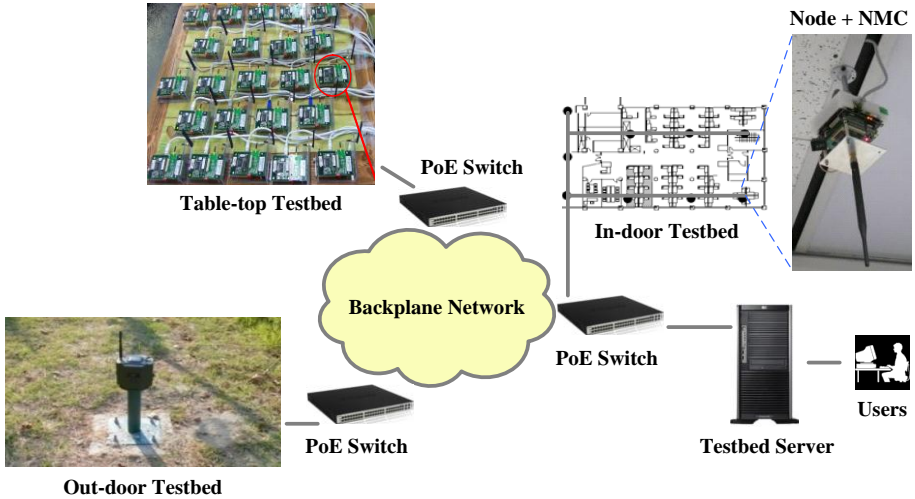 Node + NMC
PoE Switch
Table-top Testbed
In-door Testbed
Backplane Network
PoE Switch
PoE Switch
Testbed Server
Users
Out-door Testbed